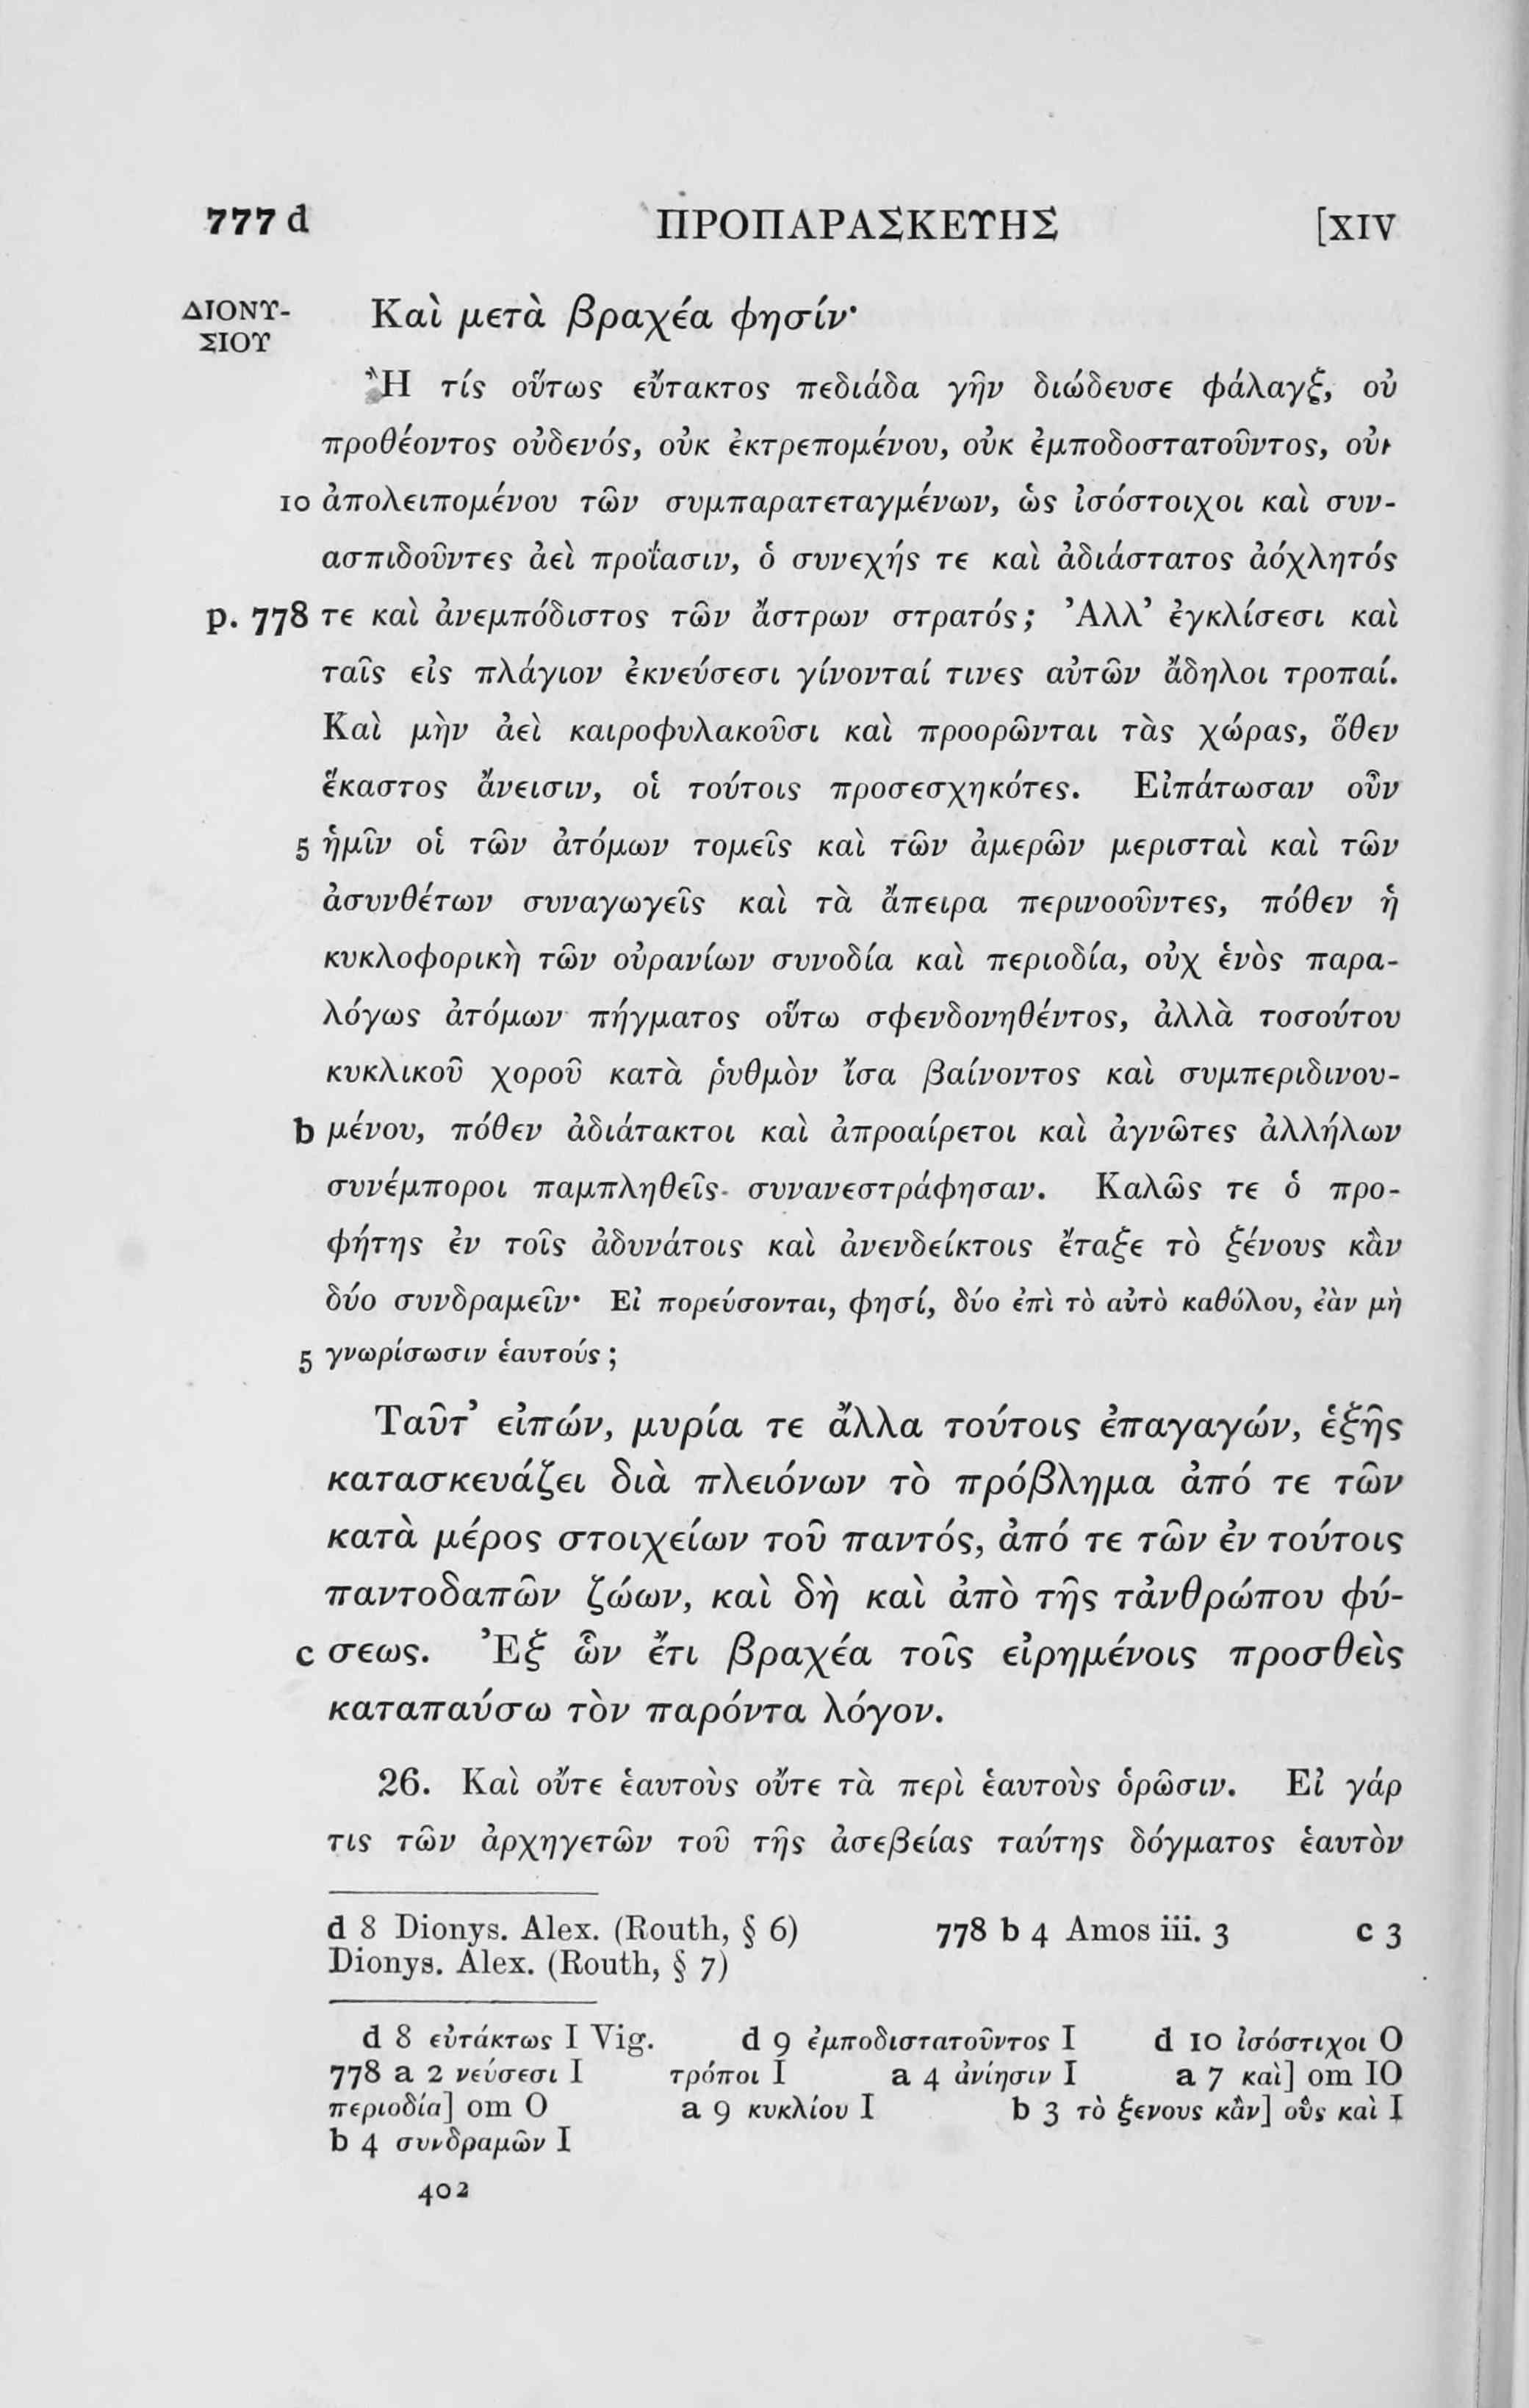 777 d ΠΡΟΠΑΡΑΣΚΕΥΗΣ [XIV
ΔΙΟΝΥ- Καὶ μετὰ βραχέα φησίν·
ΣΙΟΥ
Ἢ τίς οὕτως εὔτακτος πεδιάδα γῆν διώδευσε φάλαγξ, οὐ
προθέοντος οὐδενός, οὐκ ἐκτρεπομένου, οὐκ ἐμποδοστατοῦντος, οὐκ
10 ἀπολειπομένου τῶν συμπαρατεταγμένων, ὡς ἰσόστοιχοι καὶ συν-
ασπιδοῦντες ἀεὶ προΐασιν, ὁ συνεχής τε καὶ ἀδιάστατος ἀόχλητός
p. 778 τε καὶ ἀνεμπόδιστος τῶν ἄστρων στρατός; Ἀλλ’ ἐγκλίσεσι καὶ
ταῖς εἰς πλάγιον ἐκνεύσεσι γίνονταί τινες αὐτῶν ἄδηλοι τροπαί.
Καὶ μὴν ἀεὶ καιροφυλακοῦσι καὶ προορῶνται τὰς χώρας, ὅθεν
ἕκαστος ἄνεισιν, οἱ τούτοις προσεσχηκότες. Εἰπάτωσαν οὖν
5 ἡμῖν οἱ τῶν ἀτόμων τομεῖς καὶ τῶν ἀμερῶν μερισταὶ καὶ τῶν
ἀσυνθέτων συναγωγεῖς καὶ τὰ ἄπειρα περινοοῦντες, πόθεν ἡ
κυκλοφορικὴ τῶν οὐρανίων συνοδία καὶ περιοδία, οὐχ ἑνὸς παρα-
λόγως ἀτόμων πήγματος οὕτω σφενδονηθέντος, ἀλλὰ τοσούτου
κυκλικοῦ χοροῦ κατὰ ῥυθμὸν ἴσα βαίνοντος καὶ συμπεριδινου-
b μένου, πόθεν ἀδιάτακτοι καὶ ἀπροαίρετοι καὶ ἀγνῶτες ἀλλήλων
συνέμποροι παμπληθεῖς συνανεστράφησαν. Καλῶς τε ὁ προ-
φήτης ἐν τοῖς ἀδυνάτοις καὶ ἀνενδείκτοις ἔταξε τὸ ξένους κἂν
δύο συνδραμεῖν· Εἰ πορεύσονται, φησί, δύο ἐπὶ τὸ αὐτὸ καθόλου, ἐὰν μὴ
5 γνωρίσωσιν ἑαυτούς;
Ταῦτ’ εἰπών, μυρία τε ἄλλα τούτοις ἐπαγαγών, ἑξῆς
κατασκευάζει διὰ πλειόνων τὸ πρόβλημα ἀπό τε τῶν
κατὰ μέρος στοιχείων τοῦ παντός, ἀπό τε τῶν ἐν τούτοις
παντοδαπῶν ζώων, καὶ δὴ καὶ ἀπὸ τῆς τἀνθρώπου φύ-
c σεως. Ἐξ ὧν ἔτι βραχέα τοῖς εἰρημένοις προσθεὶς
καταπαύσω τὸν παρόντα λόγον.
26. Καὶ οὔτε ἑαυτοὺς οὔτε τὰ περὶ ἑαυτοὺς ὁρῶσιν. Εἰ γάρ
τις τῶν ἀρχηγετῶν τοῦ τῆς ἀσεβείας ταύτης δόγματος ἑαυτὸν
d 8 Dionys. Alex. (Routh, § 6) 778 b 4 Amos iii. 3 c 3
Dionys. Alex. (Routh, § 7)
d 8 εὐτάκτως I Vig. d 9 ἐμποδιστατοῦντος I d 10 ἰσόστιχοι O
778 a 2 νεύσεσι I τρόποι I a 4 ἀνίησιν I a 7 καὶ] om IO
περιοδία] om O a 9 κυκλίου I b 3 τὸ ξενους κἂν] οὓς καὶ I
b 4 συνδραμῶν I
402